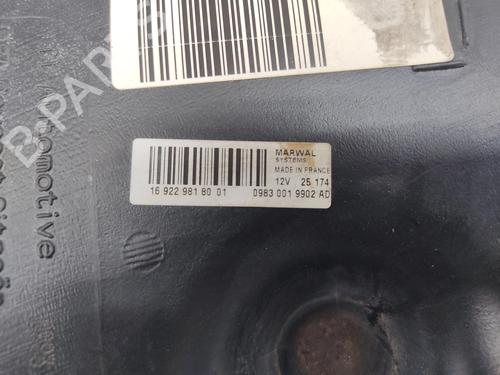 MARWAL
SYSTEMS
MADE IN FRANCE
12V 25 174
16 922 981 80 01
0983 001 9902 AD
Automotive
B-PARTS